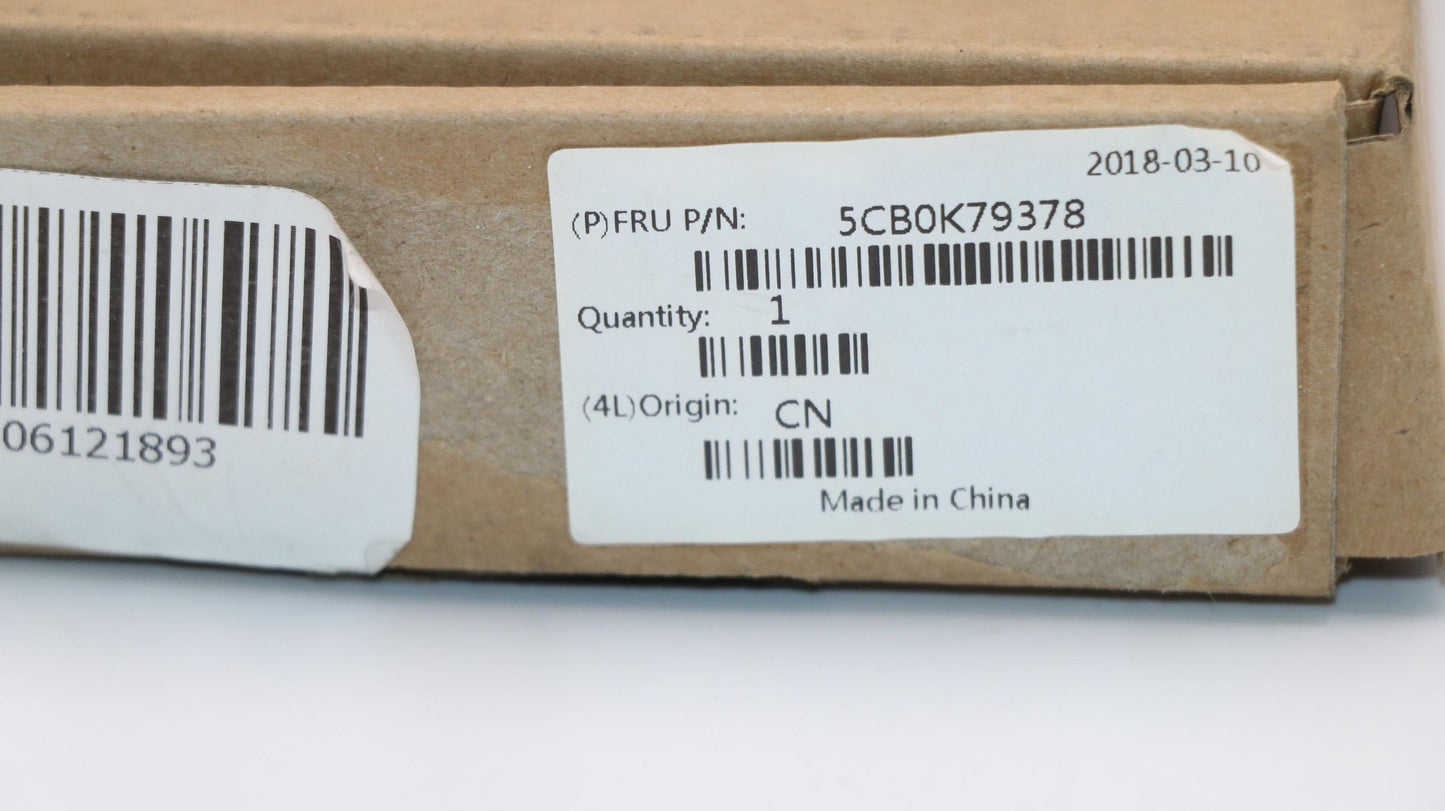 2018-03-10
(P)FRU P/N: 5CB0K79378
Quantity: 1
(4L)Origin: CN
Made in China
06121893